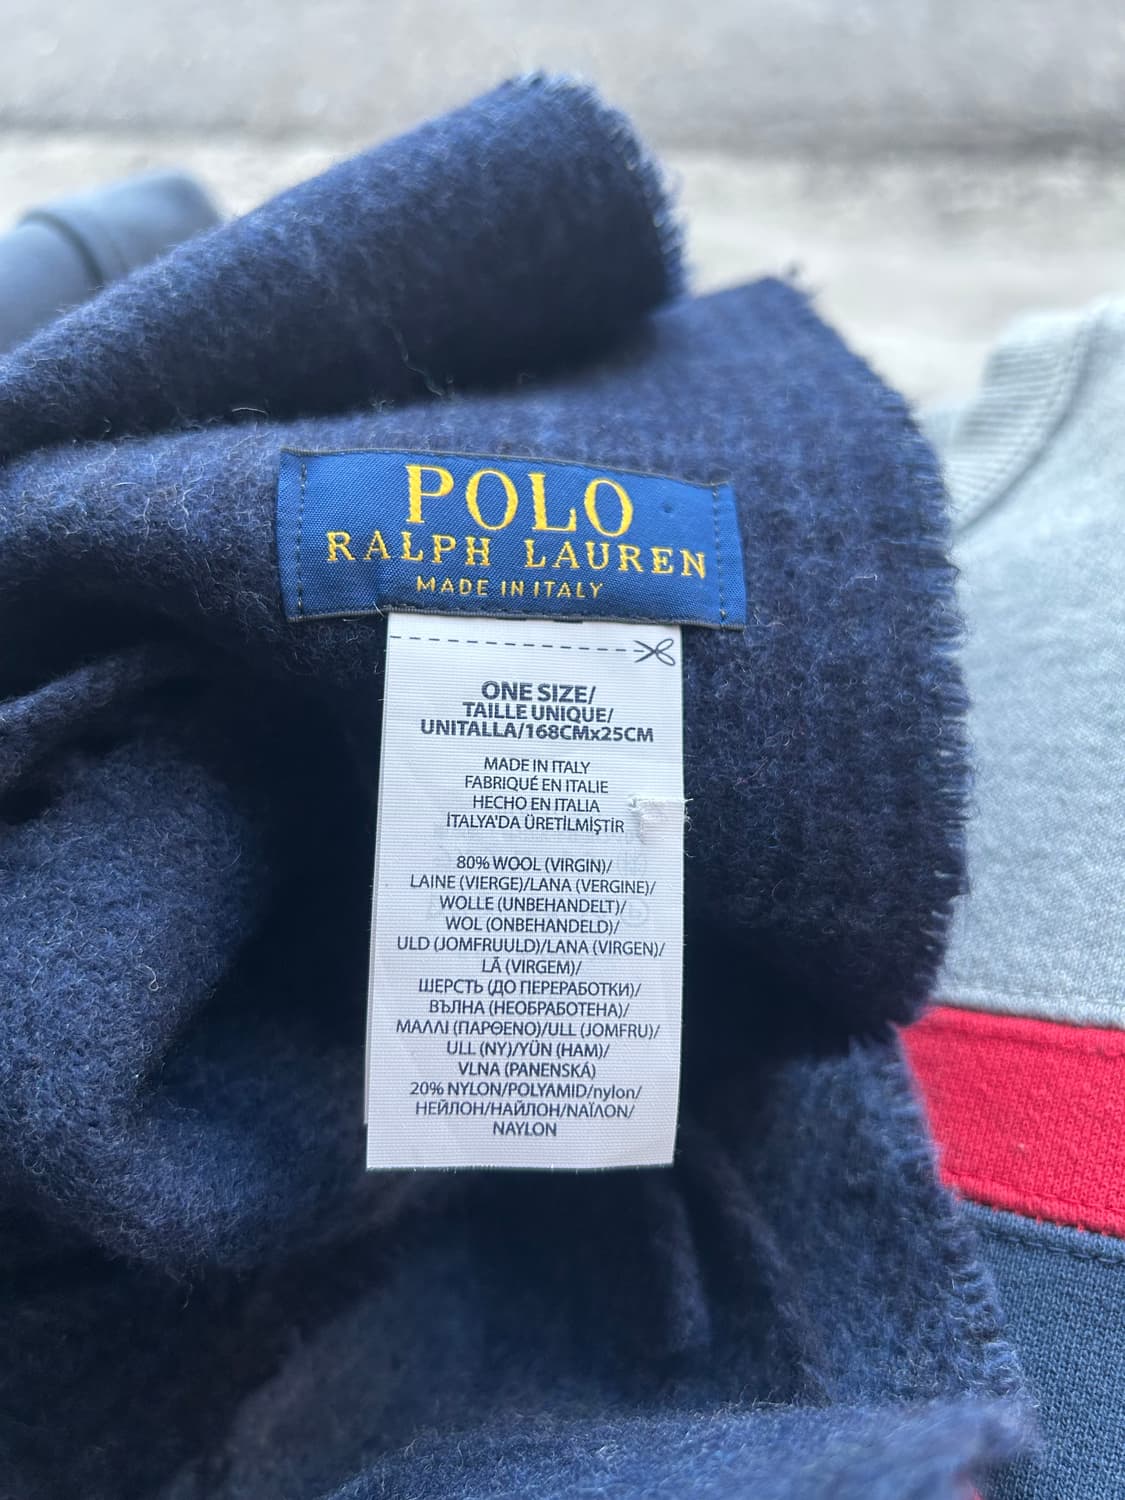 POLO
RALPH LAUREN
MADE IN ITALY
ONE SIZE/
TAILLE UNIQUE/
UNITALLA/168CMx25CM
MADE IN ITALY
FABRIQUÉ EN ITALIE
HECHO EN ITALIA
İTALYA'DA ÜRETİLMİŞTİR
80% WOOL (VIRGIN)/
LAINE (VIERGE)/LANA (VERGINE)/
WOLLE (UNBEHANDELT)/
WOL (ONBEHANDELD)/
ULD (JOMFRUULD)/LANA (VIRGEN)/
LÃ (VIRGEM)/
ШЕРСТЬ (ДО ПЕРЕРАБОТКИ)/
ВЪЛНА (НЕОБРАБОТЕНА)/
ΜΑΛΛΙ (ΠΑΡΘΕΝΟ)/ULL (JOMFRU)/
ULL (NY)/YÜN (HAM)/
VLNA (PANENSKÁ)
20% NYLON/POLYAMID/nylon/
НЕЙЛОН/НАЙЛОН/ΝΑΪΛΟΝ/
NAYLON